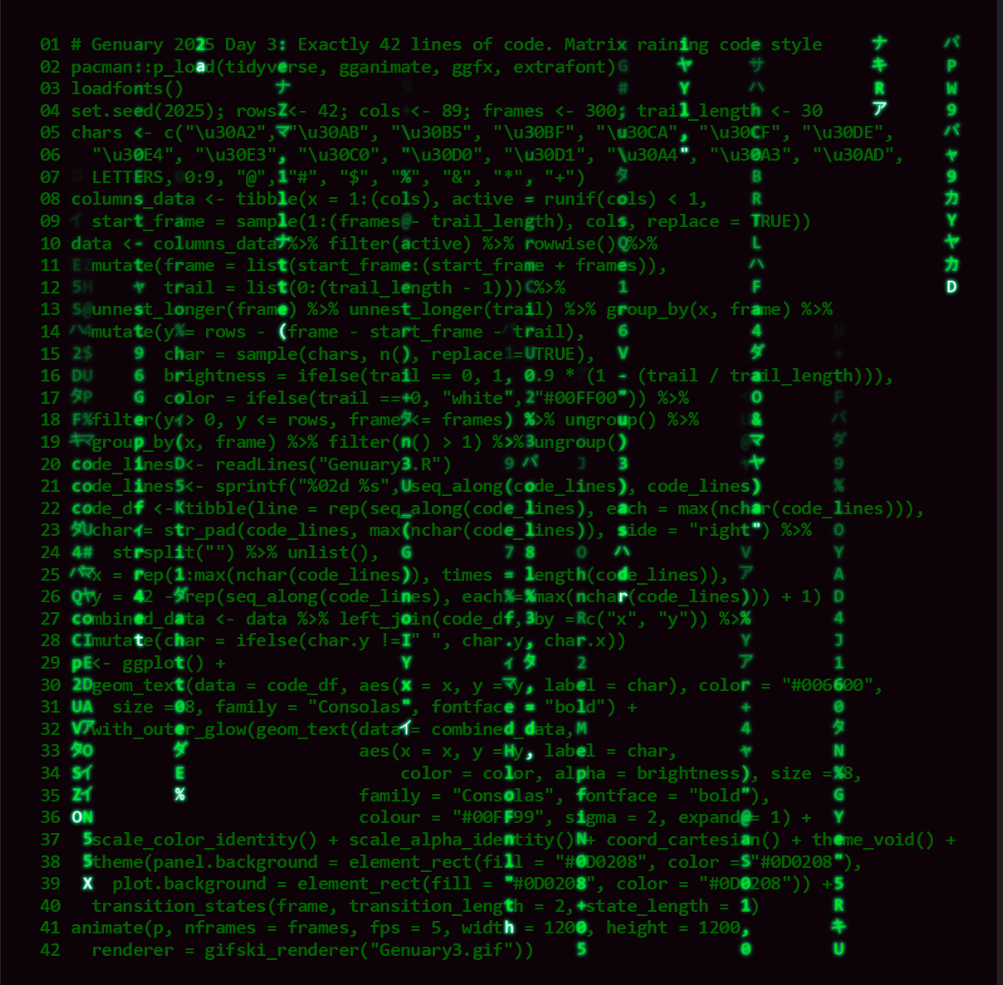 01 # Genuary 2025 Day 3: Exactly 42 lines of code. Matrix raining code style
02 pacman::p_load(tidyverse, gganimate, ggfx, extrafont)
03 loadfonts()
04 set.seed(2025); rows <- 42; cols <- 89; frames <- 300; trail_length <- 30
05 chars <- c("\u30A2", "\u30AB", "\u30B5", "\u30BF", "\u30CA", "\u30CF", "\u30DE",
06   "\u30E4", "\u30E3", "\u30C0", "\u30D0", "\u30D1", "\u30A4", "\u30A3", "\u30AD",
07   LETTERS, 0:9, "@", "#", "$", "%", "&", "*", "+")
08 columns_data <- tibble(x = 1:(cols), active = runif(cols) < 1,
09   start_frame = sample(1:(frames - trail_length), cols, replace = TRUE))
10 data <- columns_data %>% filter(active) %>% rowwise() %>%
11   mutate(frame = list(start_frame:(start_frame + frames)),
12          trail = list(0:(trail_length - 1))) %>%
13   unnest_longer(frame) %>% unnest_longer(trail) %>% group_by(x, frame) %>%
14   mutate(y = rows - (frame - start_frame - trail),
15          char = sample(chars, n(), replace = TRUE),
16          brightness = ifelse(trail == 0, 1, 0.9 * (1 - (trail / trail_length))),
17          color = ifelse(trail == 0, "white", "#00FF00")) %>%
18   filter(y > 0, y <= rows, frame <= frames) %>% ungroup() %>%
19   group_by(x, frame) %>% filter(n() > 1) %>% ungroup()
20 code_lines <- readLines("Genuary3.R")
21 code_lines <- sprintf("%02d %s", seq_along(code_lines), code_lines)
22 code_df <- tibble(line = rep(seq_along(code_lines), each = max(nchar(code_lines))),
23   char = str_pad(code_lines, max(nchar(code_lines)), side = "right") %>%
24     strsplit("") %>% unlist(),
25   x = rep(1:max(nchar(code_lines)), times = length(code_lines)),
26   y = 42 - rep(seq_along(code_lines), each = max(nchar(code_lines))) + 1)
27 combined_data <- data %>% left_join(code_df, by = c("x", "y")) %>%
28   mutate(char = ifelse(char.y != " ", char.y, char.x))
29 p <- ggplot() +
30   geom_text(data = code_df, aes(x = x, y = y, label = char), color = "#006600",
31     size = 8, family = "Consolas", fontface = "bold") +
32   with_outer_glow(geom_text(data = combined_data,
33                             aes(x = x, y = y, label = char,
34                                 color = color, alpha = brightness), size = 8,
35                             family = "Consolas", fontface = "bold"),
36                             colour = "#00FF99", sigma = 2, expand = 1) +
37   scale_color_identity() + scale_alpha_identity() + coord_cartesian() + theme_void() +
38   theme(panel.background = element_rect(fill = "#0D0208", color = "#0D0208"),
39     plot.background = element_rect(fill = "#0D0208", color = "#0D0208")) +
40   transition_states(frame, transition_length = 2, state_length = 1)
41 animate(p, nframes = frames, fps = 5, width = 1200, height = 1200,
42   renderer = gifski_renderer("Genuary3.gif"))